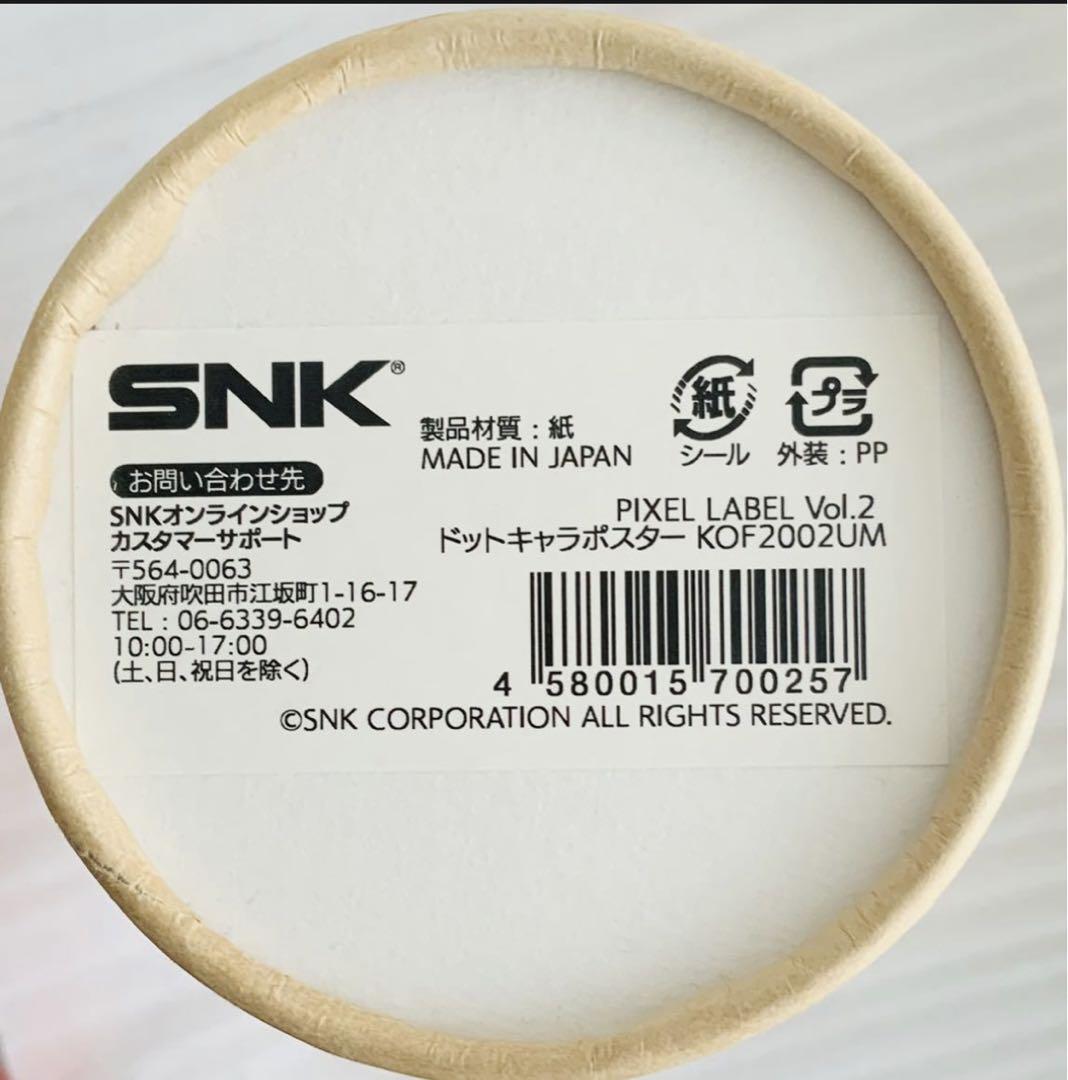 SNK®
製品材質：紙
MADE IN JAPAN
紙
シール
プラ
外装：PP
お問い合わせ先
SNKオンラインショップ
カスタマーサポート
〒564-0063
大阪府吹田市江坂町1-16-17
TEL：06-6339-6402
10:00~17:00
(土、日、祝日を除く)
PIXEL LABEL Vol.2
ドットキャラポスター KOF2002UM
4 580015 700257
©SNK CORPORATION ALL RIGHTS RESERVED.